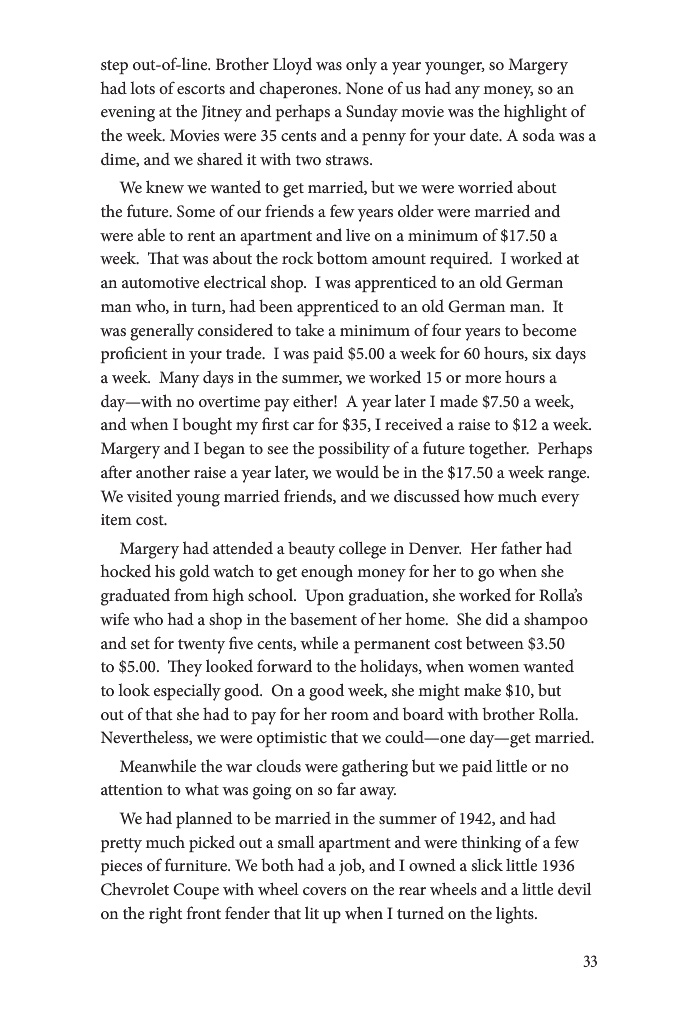 step out-of-line. Brother Lloyd was only a year younger, so Margery
had lots of escorts and chaperones. None of us had any money, so an
evening at the Jitney and perhaps a Sunday movie was the highlight of
the week. Movies were 35 cents and a penny for your date. A soda was a
dime, and we shared it with two straws.
We knew we wanted to get married, but we were worried about
the future. Some of our friends a few years older were married and
were able to rent an apartment and live on a minimum of $17.50 a
week.  That was about the rock bottom amount required.  I worked at
an automotive electrical shop.  I was apprenticed to an old German
man who, in turn, had been apprenticed to an old German man.  It
was generally considered to take a minimum of four years to become
proficient in your trade.  I was paid $5.00 a week for 60 hours, six days
a week.  Many days in the summer, we worked 15 or more hours a
day—with no overtime pay either!  A year later I made $7.50 a week,
and when I bought my first car for $35, I received a raise to $12 a week.
Margery and I began to see the possibility of a future together.  Perhaps
after another raise a year later, we would be in the $17.50 a week range.
We visited young married friends, and we discussed how much every
item cost.
Margery had attended a beauty college in Denver.  Her father had
hocked his gold watch to get enough money for her to go when she
graduated from high school.  Upon graduation, she worked for Rolla’s
wife who had a shop in the basement of her home.  She did a shampoo
and set for twenty five cents, while a permanent cost between $3.50
to $5.00.  They looked forward to the holidays, when women wanted
to look especially good.  On a good week, she might make $10, but
out of that she had to pay for her room and board with brother Rolla.
Nevertheless, we were optimistic that we could—one day—get married.
Meanwhile the war clouds were gathering but we paid little or no
attention to what was going on so far away.
We had planned to be married in the summer of 1942, and had
pretty much picked out a small apartment and were thinking of a few
pieces of furniture. We both had a job, and I owned a slick little 1936
Chevrolet Coupe with wheel covers on the rear wheels and a little devil
on the right front fender that lit up when I turned on the lights.
33